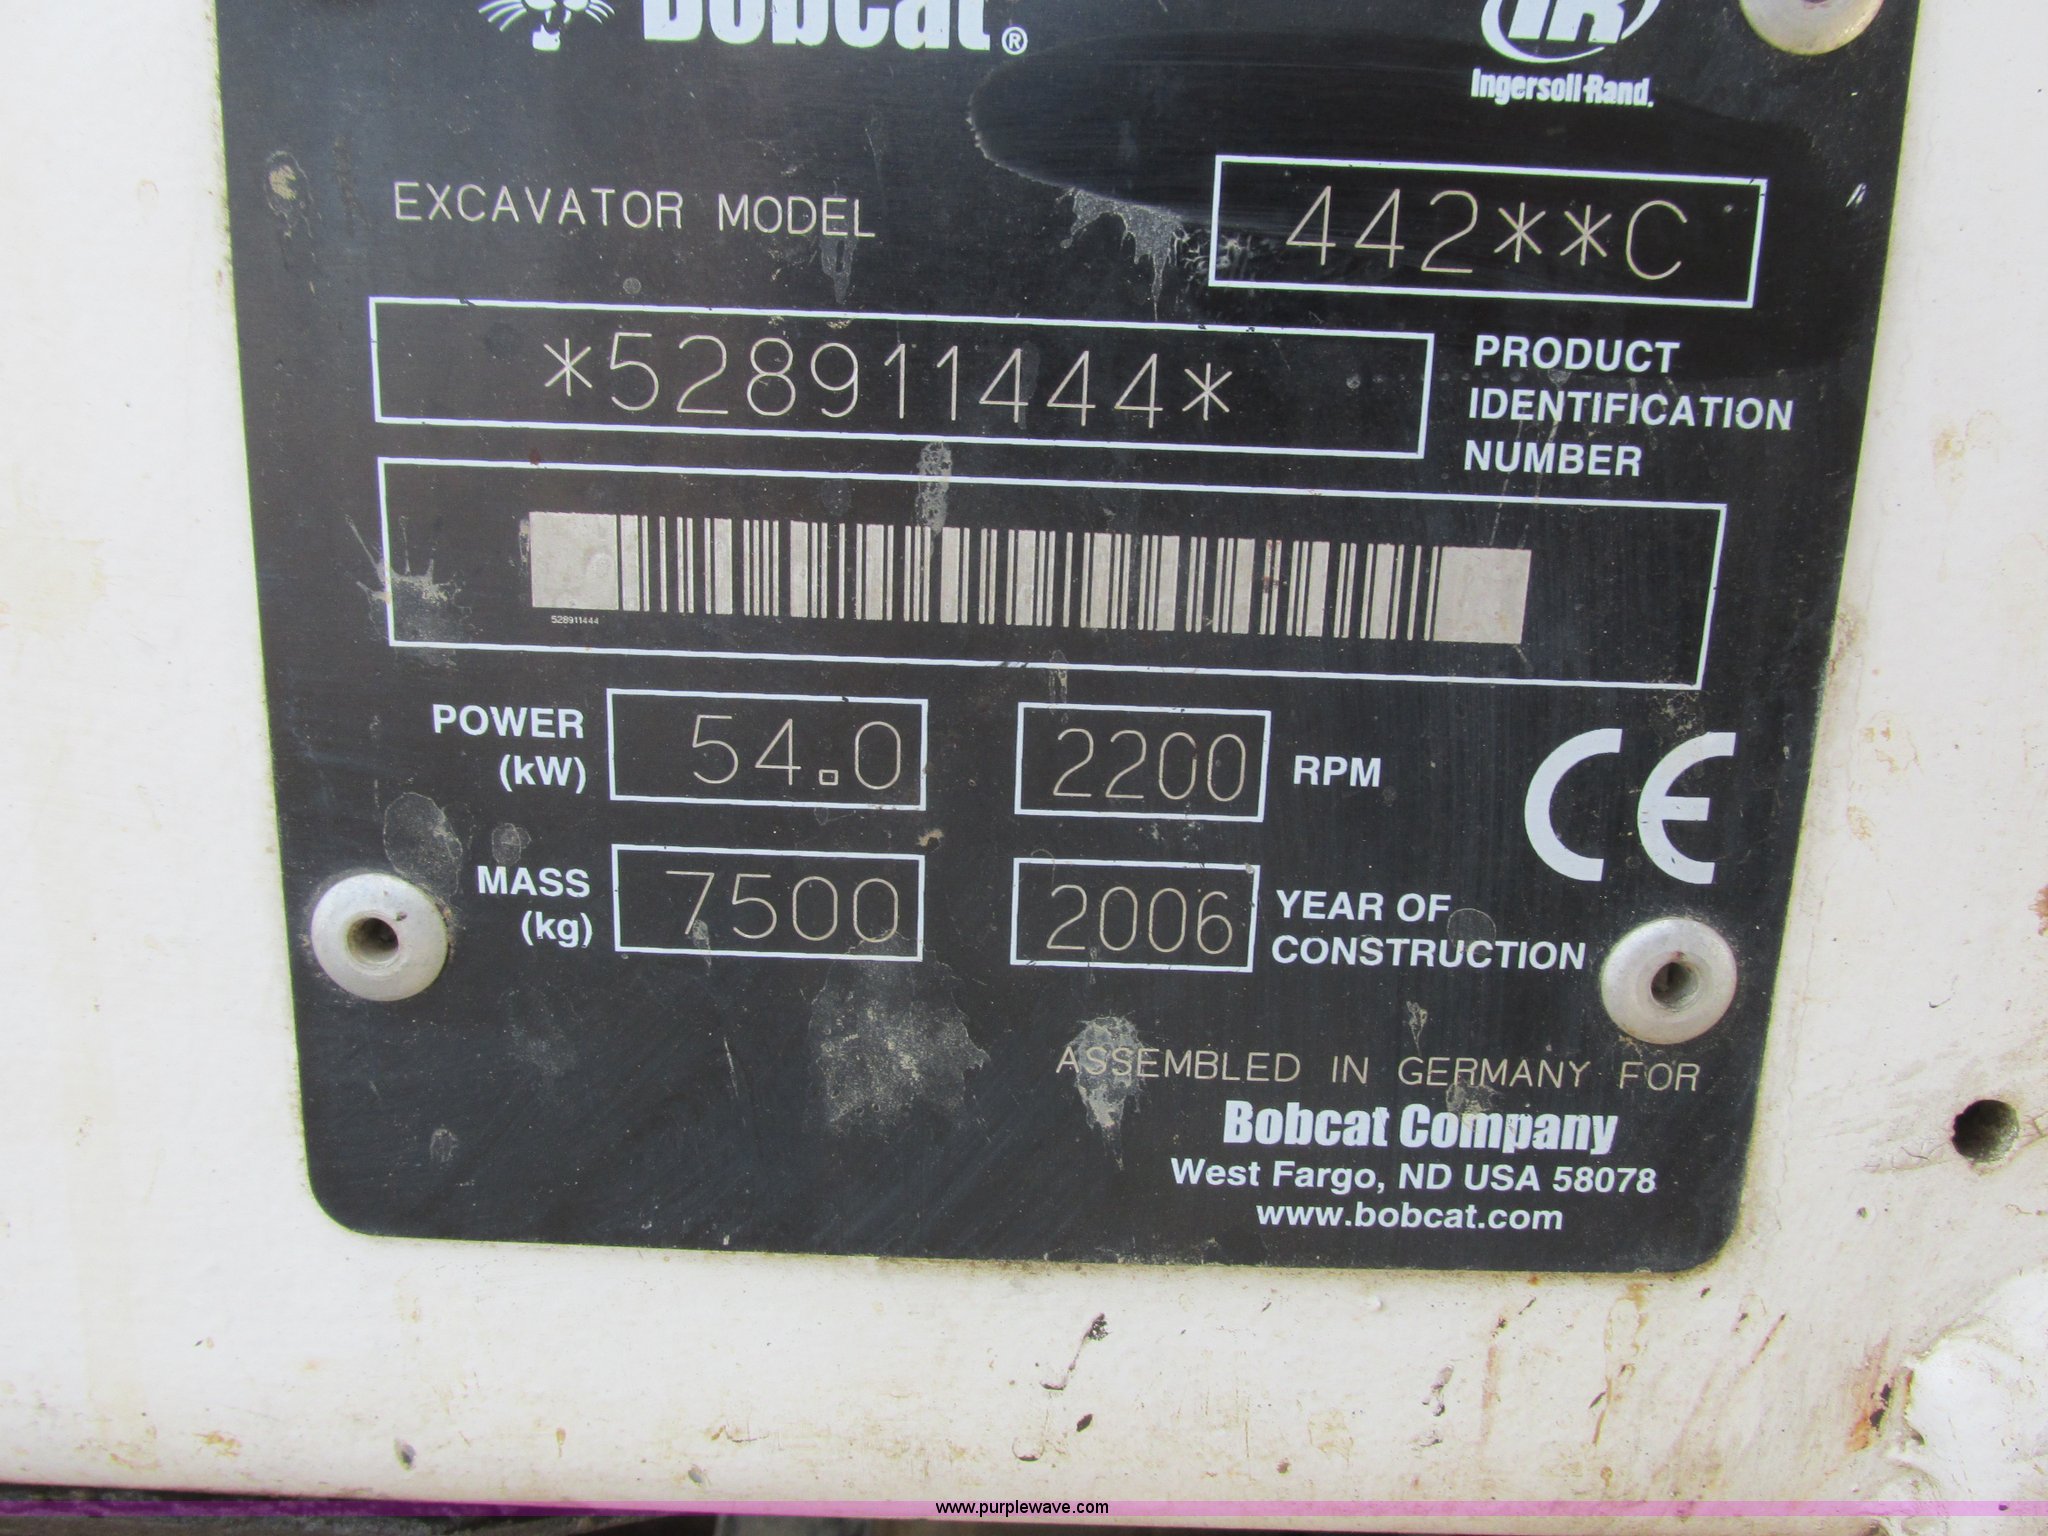 Bobcat®
IR
Ingersoll-Rand.
EXCAVATOR MODEL 442**C
*528911444* PRODUCT
IDENTIFICATION
NUMBER
528911444
POWER
(kW) 54.0 2200 RPM
CE
MASS
(kg) 7500 2006 YEAR OF
CONSTRUCTION
ASSEMBLED IN GERMANY FOR
Bobcat Company
West Fargo, ND USA 58078
www.bobcat.com
www.purplewave.com